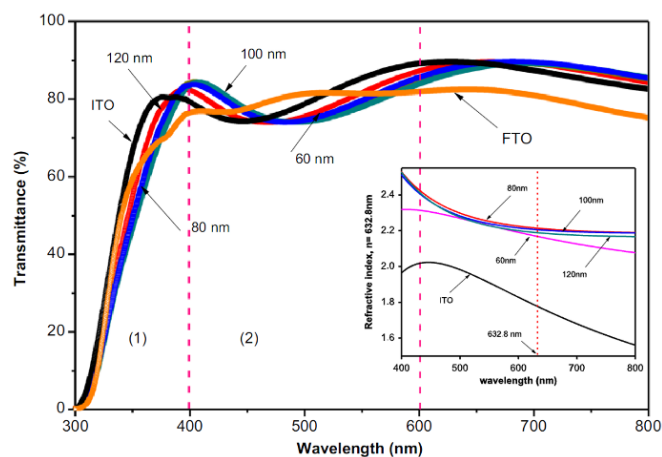 Transmittance (%)
100
80
60
40
20
0
300
400
500
600
700
800
Wavelength (nm)
120 nm
100 nm
ITO
60 nm
FTO
80 nm
(1)
(2)
Refractive index, n= 632.8nm
2.4
2.2
2.0
1.8
1.6
400
500
600
700
800
wavelength (nm)
80nm
100nm
60nm
120nm
ITO
632.8 nm